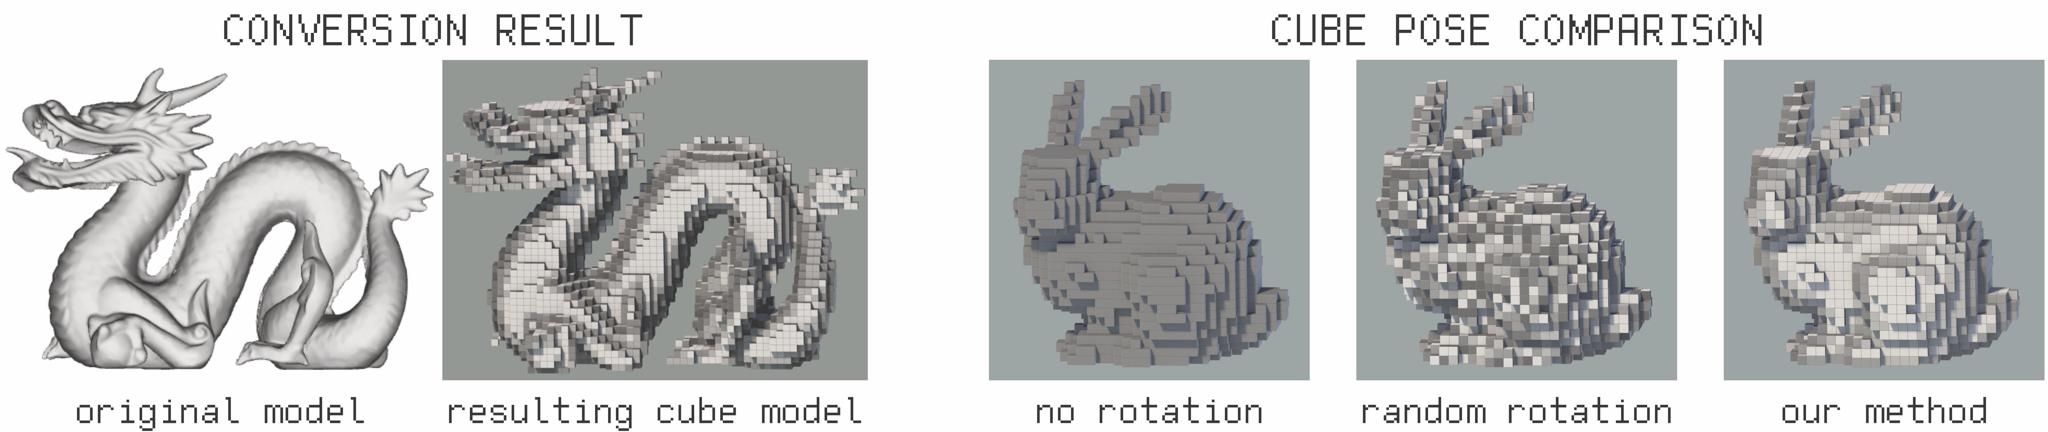 CONVERSION RESULT
CUBE POSE COMPARISON
original model
resulting cube model
no rotation
random rotation
our method